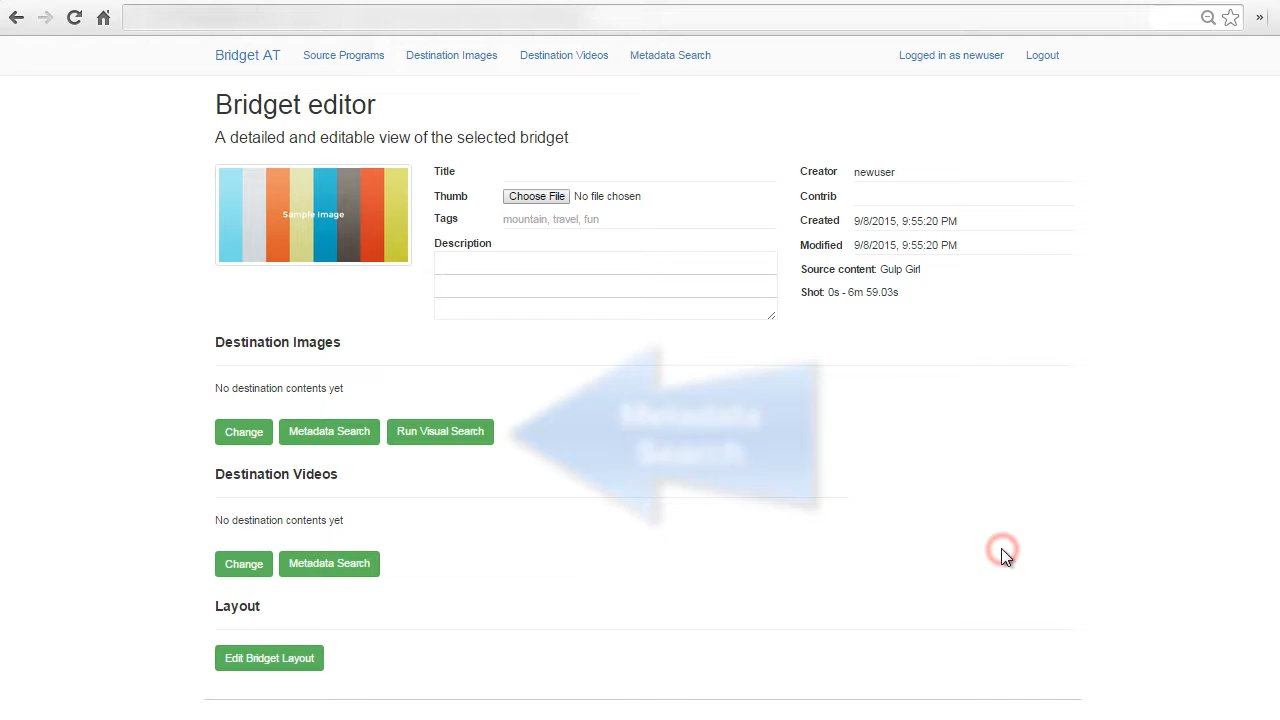 Bridget AT Source Programs Destination Images Destination Videos Metadata Search Logged in as newuser Logout
Bridget editor
A detailed and editable view of the selected bridget
Sample Image
Title
Thumb Choose File No file chosen
Tags mountain, travel, fun
Description
Creator newuser
Contrib
Created 9/8/2015, 9:55:20 PM
Modified 9/8/2015, 9:55:20 PM
Source content: Gulp Girl
Shot: 0s - 6m 59.03s
Destination Images
No destination contents yet
Change Metadata Search Run Visual Search
Metadata
Search
Destination Videos
No destination contents yet
Change Metadata Search
Layout
Edit Bridget Layout